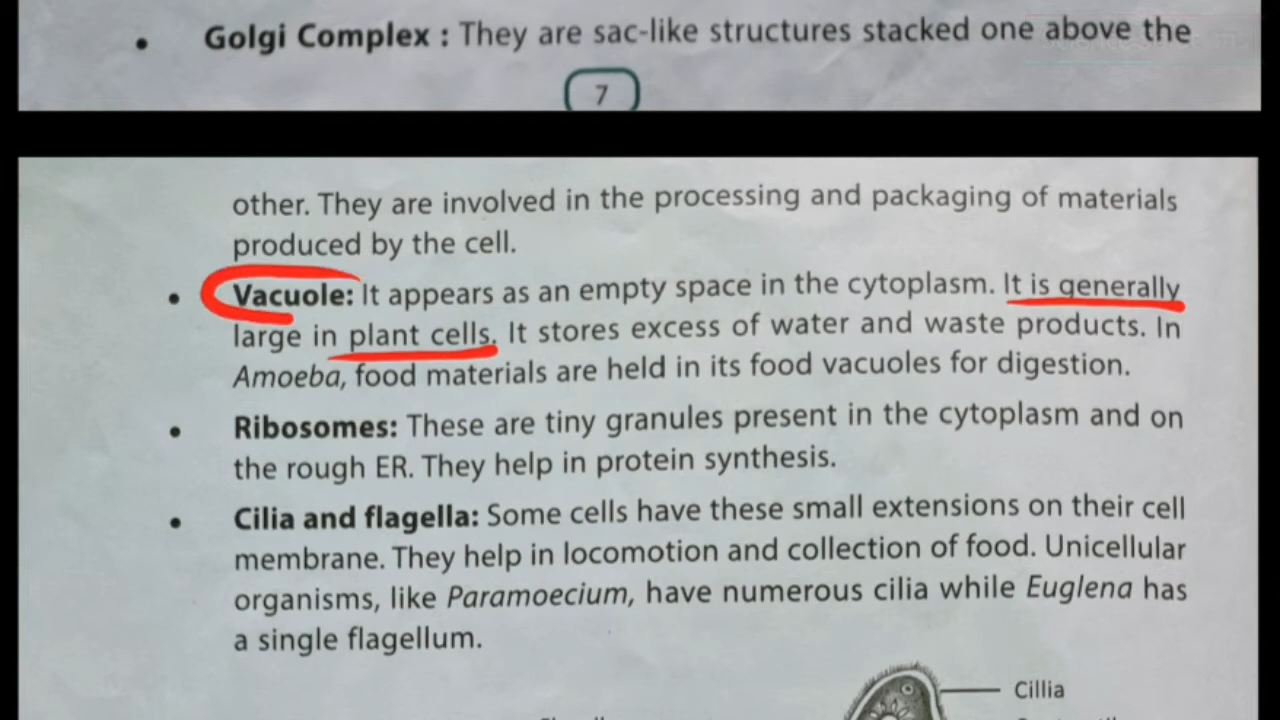 • Golgi Complex : They are sac-like structures stacked one above the
7
other. They are involved in the processing and packaging of materials
produced by the cell.
• Vacuole: It appears as an empty space in the cytoplasm. It is generally
large in plant cells. It stores excess of water and waste products. In
Amoeba, food materials are held in its food vacuoles for digestion.
• Ribosomes: These are tiny granules present in the cytoplasm and on
the rough ER. They help in protein synthesis.
• Cilia and flagella: Some cells have these small extensions on their cell
membrane. They help in locomotion and collection of food. Unicellular
organisms, like Paramoecium, have numerous cilia while Euglena has
a single flagellum.
Cillia